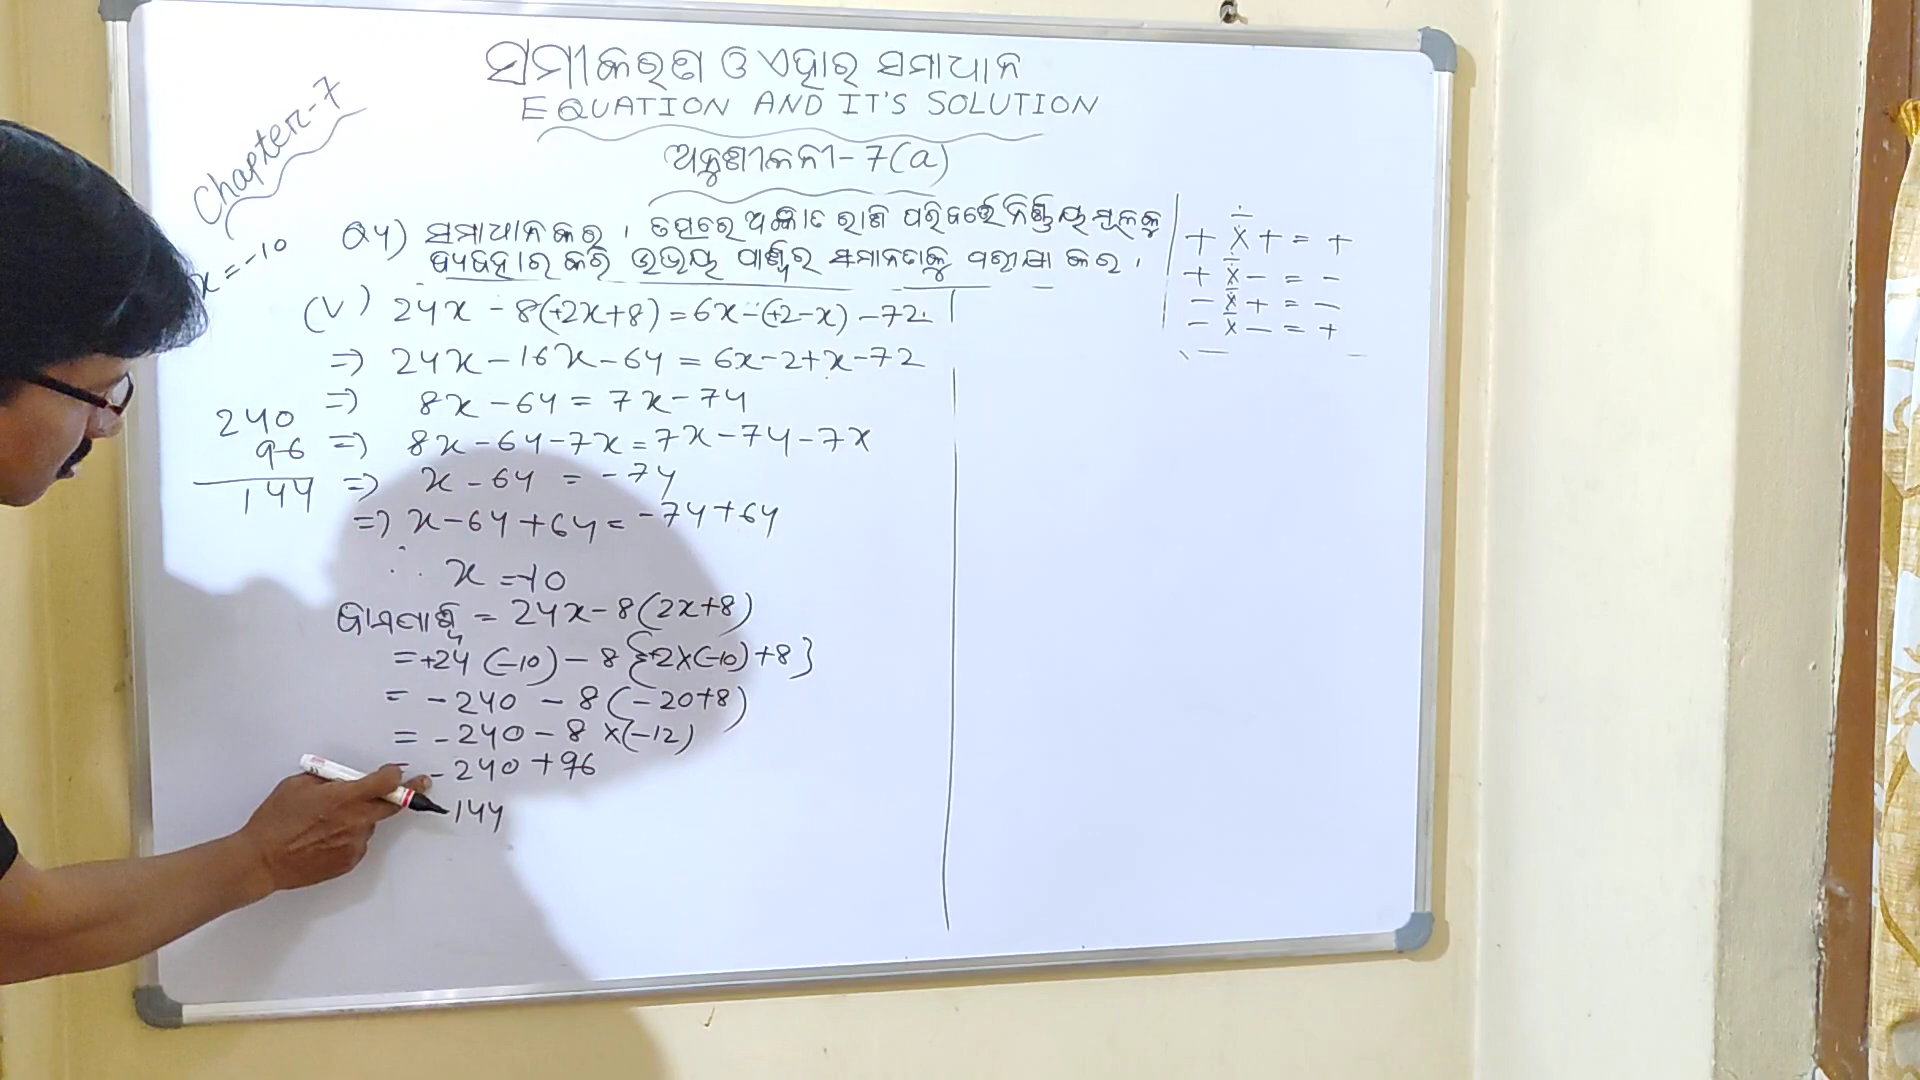 ସମୀକରଣ ଓ ଏହାର ସମାଧାନ
EQUATION AND IT'S SOLUTION
Chapter-7
ଅନୁଶୀଳନୀ-7(a)
x = -10
Q4) ସମାଧାନ କର । ପରେ ଅଜ୍ଞାତ ରାଶି ପରିବର୍ତ୍ତେ ନିର୍ଣ୍ଣେୟ ମୂଳକୁ
ବ୍ୟବହାର କରି ଉଭୟ ପାର୍ଶ୍ୱର ସମାନତାକୁ ପରୀକ୍ଷା କର ।
(V) 24x - 8(+2x+8) = 6x - (+2-x) - 72.
=> 24x - 16x - 64 = 6x - 2 + x - 72
=> 8x - 64 = 7x - 74
=> 8x - 64 - 7x = 7x - 74 - 7x
=> x - 64 = -74
=> x - 64 + 64 = -74 + 64
∴ x = -10
ବାମପାର୍ଶ୍ୱ = 24x - 8(2x+8)
= +24 (-10) - 8 {+2×(-10)+8}
= -240 - 8 (-20+8)
= -240 - 8 ×(-12)
= -240 + 96
-144
240
96
144
÷
+ × + = +
÷
+ × - = -
- × + = -
- × - = +